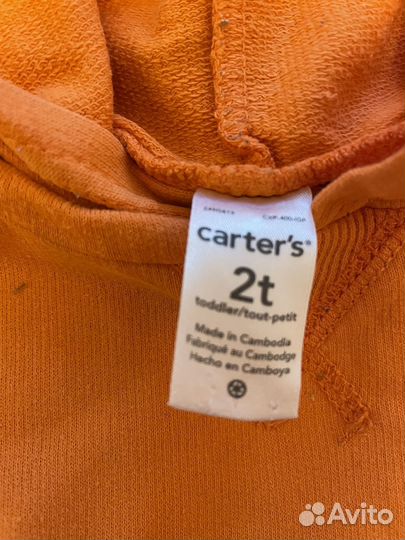 carter's®
2t
toddler/tout-petit
Made in Cambodia
Fabriqué au Cambodge
Hecho en Camboya
Avito